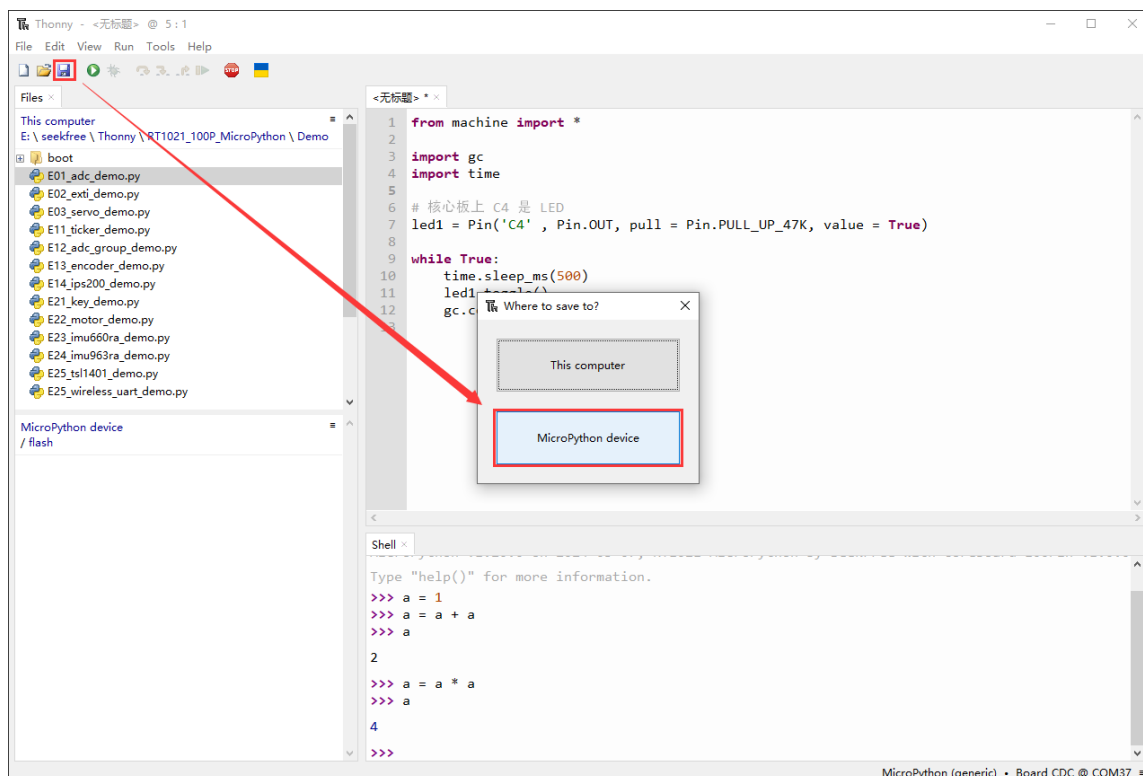 Thonny - <无标题> @ 5:1
File Edit View Run Tools Help
STOP
Files
This computer
E: \ seekfree \ Thonny \ RT1021_100P_MicroPython \ Demo
boot
E01_adc_demo.py
E02_exti_demo.py
E03_servo_demo.py
E11_ticker_demo.py
E12_adc_group_demo.py
E13_encoder_demo.py
E14_ips200_demo.py
E21_key_demo.py
E22_motor_demo.py
E23_imu660ra_demo.py
E24_imu963ra_demo.py
E25_tsl1401_demo.py
E25_wireless_uart_demo.py
MicroPython device
/ flash
<无标题> *
1 from machine import *
2
3 import gc
4 import time
5
6 # 核心板上 C4 是 LED
7 led1 = Pin('C4' , Pin.OUT, pull = Pin.PULL_UP_47K, value = True)
8
9 while True:
10 time.sleep_ms(500)
11 led1.toggle()
12 gc.c
13
Where to save to?
This computer
MicroPython device
Shell
Type "help()" for more information.
>>> a = 1
>>> a = a + a
>>> a
2
>>> a = a * a
>>> a
4
>>>
MicroPython (generic) • Board CDC @ COM37